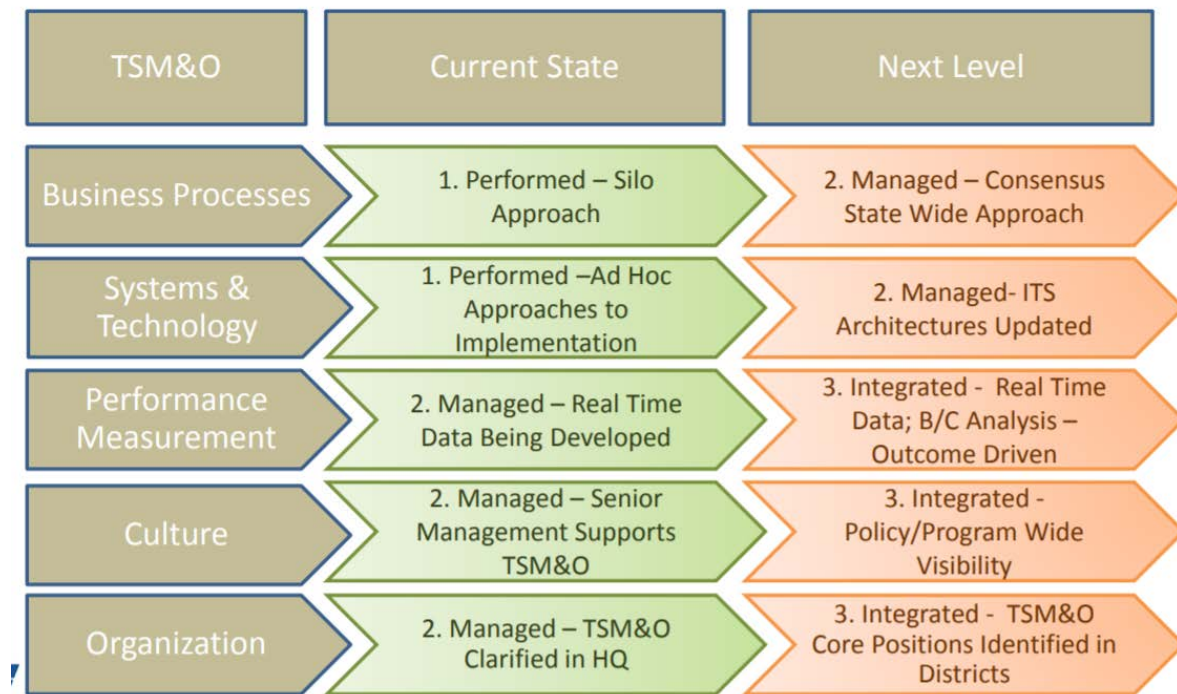 TSM&O
Current State
Next Level
Business Processes
1. Performed – Silo
Approach
2. Managed – Consensus
State Wide Approach
Systems &
Technology
1. Performed –Ad Hoc
Approaches to
Implementation
2. Managed- ITS
Architectures Updated
Performance
Measurement
2. Managed – Real Time
Data Being Developed
3. Integrated - Real Time
Data; B/C Analysis –
Outcome Driven
Culture
2. Managed – Senior
Management Supports
TSM&O
3. Integrated -
Policy/Program Wide
Visibility
Organization
2. Managed – TSM&O
Clarified in HQ
3. Integrated - TSM&O
Core Positions Identified in
Districts